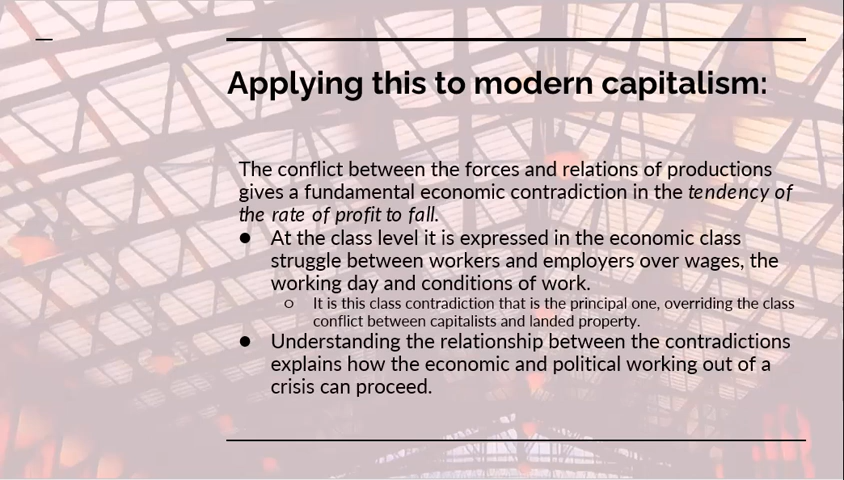 Applying this to modern capitalism:
The conflict between the forces and relations of productions
gives a fundamental economic contradiction in the tendency of
the rate of profit to fall.
● At the class level it is expressed in the economic class
struggle between workers and employers over wages, the
working day and conditions of work.
○ It is this class contradiction that is the principal one, overriding the class
conflict between capitalists and landed property.
● Understanding the relationship between the contradictions
explains how the economic and political working out of a
crisis can proceed.